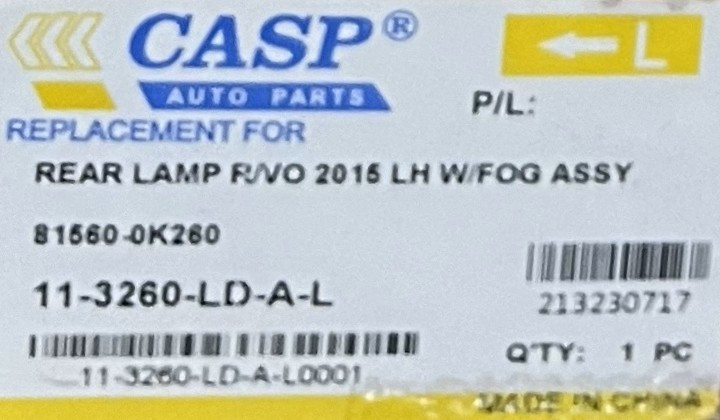 CASP®
← L
AUTO PARTS
P/L:
REPLACEMENT FOR
REAR LAMP R/VO 2015 LH W/FOG ASSY
81560-0K260
11-3260-LD-A-L
213230717
11-3260-LD-A-L0001
Q'TY: 1 PC
MADE IN CHINA